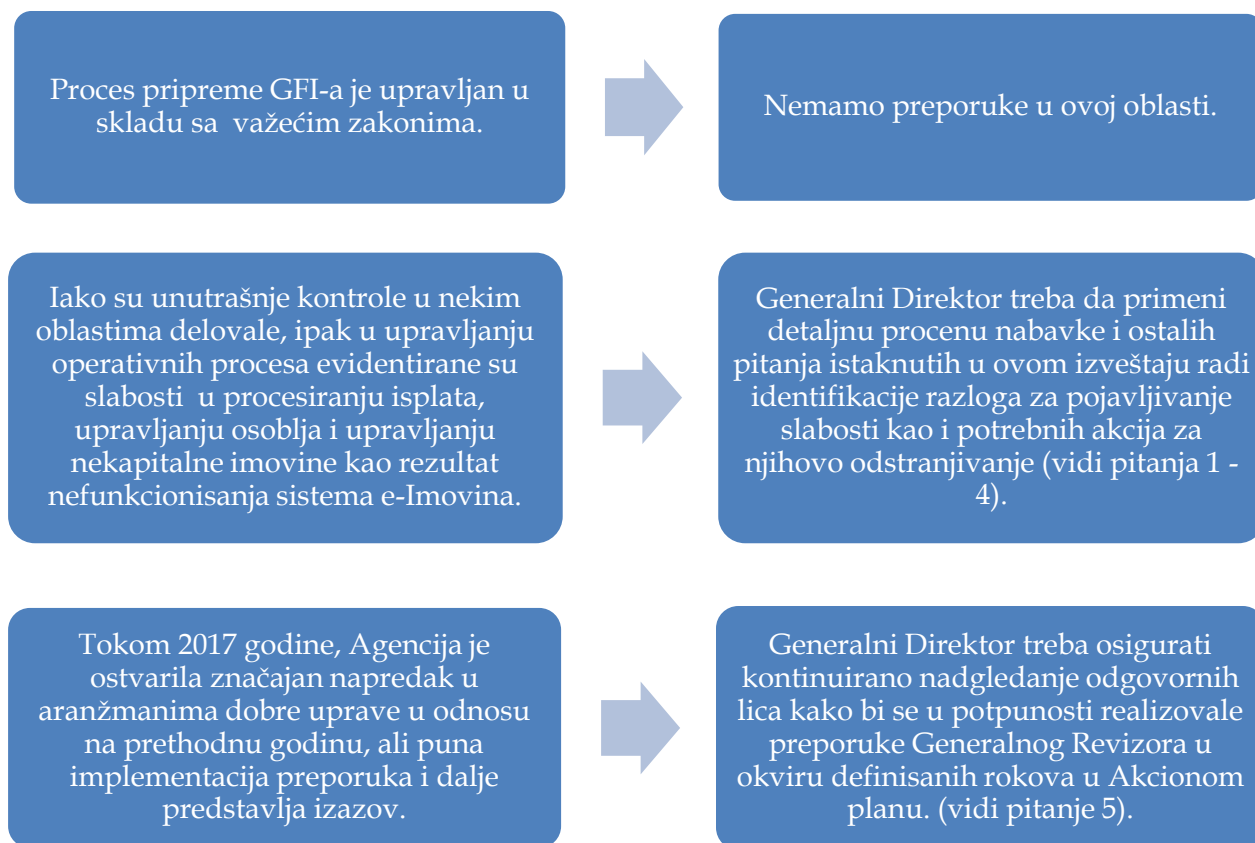 Proces pripreme GFI-a je upravljan u
skladu sa važećim zakonima.
Nemamo preporuke u ovoj oblasti.
Iako su unutrašnje kontrole u nekim
oblastima delovale, ipak u upravljanju
operativnih procesa evidentirane su
slabosti u procesiranju isplata,
upravljanju osoblja i upravljanju
nekapitalne imovine kao rezultat
nefunkcionisanja sistema e-Imovina.
Generalni Direktor treba da primeni
detaljnu procenu nabavke i ostalih
pitanja istaknutih u ovom izveštaju radi
identifikacije razloga za pojavljivanje
slabosti kao i potrebnih akcija za
njihovo odstranjivanje (vidi pitanja 1 -
4).
Tokom 2017 godine, Agencija je
ostvarila značajan napredak u
aranžmanima dobre uprave u odnosu
na prethodnu godinu, ali puna
implementacija preporuka i dalje
predstavlja izazov.
Generalni Direktor treba osigurati
kontinuirano nadgledanje odgovornih
lica kako bi se u potpunosti realizovale
preporuke Generalnog Revizora u
okviru definisanih rokova u Akcionom
planu. (vidi pitanje 5).